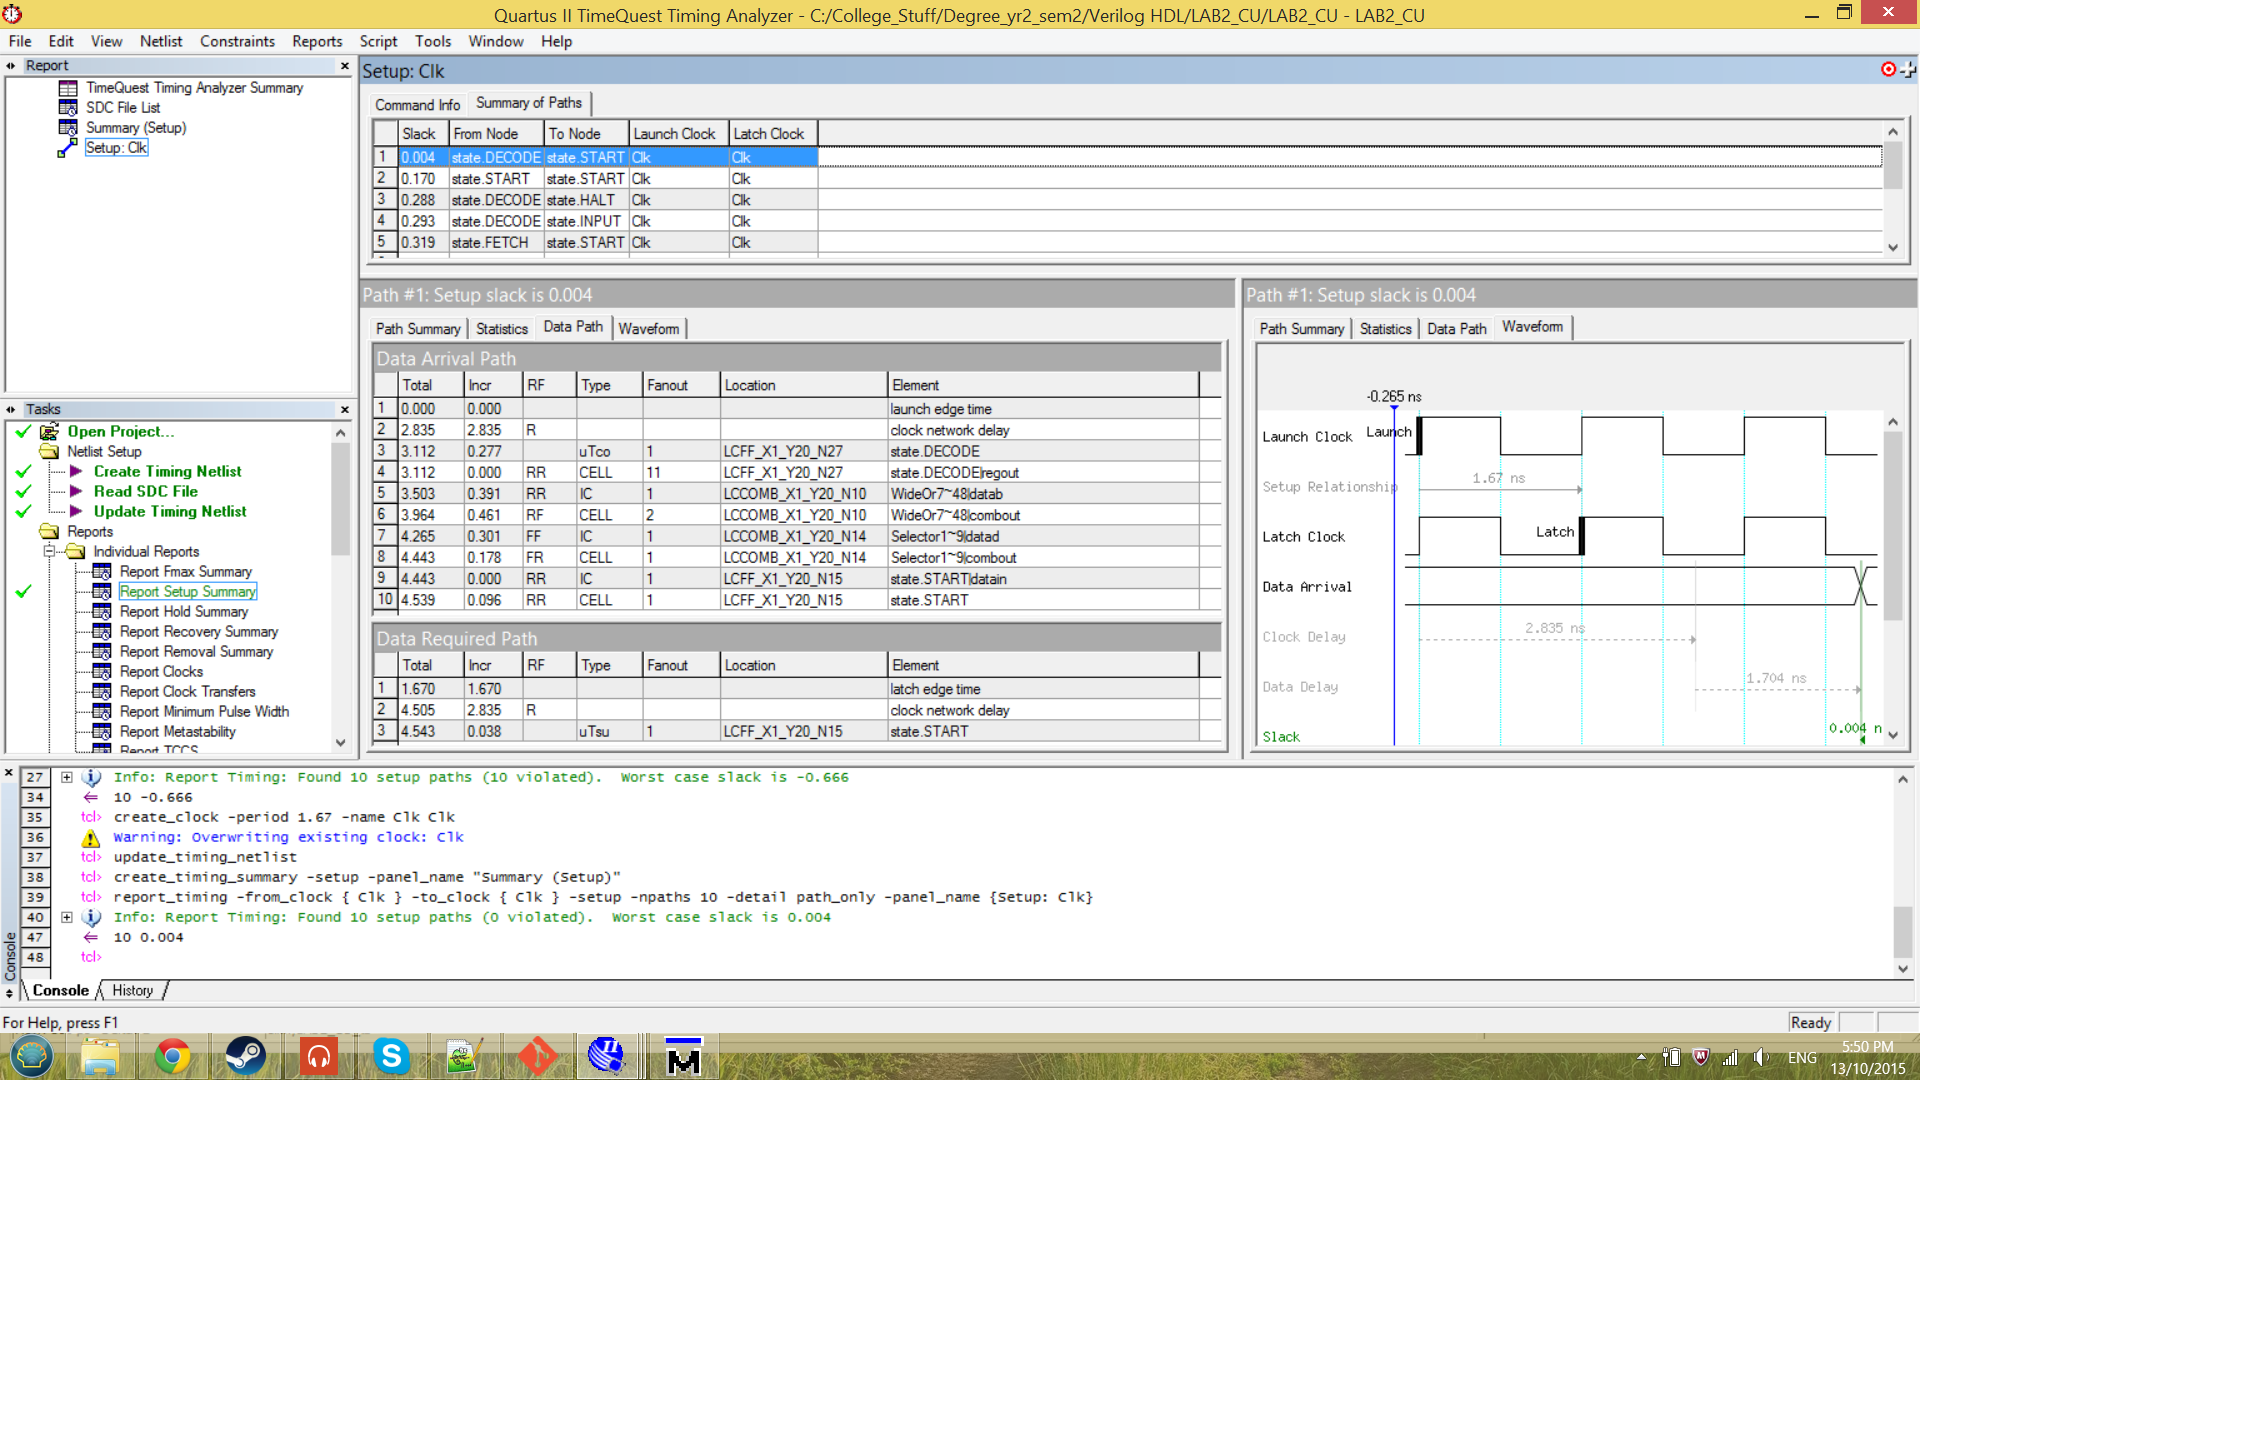 Quartus II TimeQuest Timing Analyzer - C:/College_Stuff/Degree_yr2_sem2/Verilog HDL/LAB2_CU/LAB2_CU - LAB2_CU
File Edit View Netlist Constraints Reports Script Tools Window Help
Report
TimeQuest Timing Analyzer Summary
SDC File List
Summary (Setup)
Setup: Clk
Tasks
Open Project...
Netlist Setup
Create Timing Netlist
Read SDC File
Update Timing Netlist
Reports
Individual Reports
Report Fmax Summary
Report Setup Summary
Report Hold Summary
Report Recovery Summary
Report Removal Summary
Report Clocks
Report Clock Transfers
Report Minimum Pulse Width
Report Metastability
Report TCCS
Setup: Clk
Command Info Summary of Paths
Slack From Node To Node Launch Clock Latch Clock
1 0.004 state.DECODE state.START Clk Clk
2 0.170 state.START state.START Clk Clk
3 0.288 state.DECODE state.HALT Clk Clk
4 0.293 state.DECODE state.INPUT Clk Clk
5 0.319 state.FETCH state.START Clk Clk
Path #1: Setup slack is 0.004
Path Summary Statistics Data Path Waveform
Data Arrival Path
Total Incr RF Type Fanout Location Element
1 0.000 0.000 launch edge time
2 2.835 2.835 R clock network delay
3 3.112 0.277 uTco 1 LCFF_X1_Y20_N27 state.DECODE
4 3.112 0.000 RR CELL 11 LCFF_X1_Y20_N27 state.DECODE|regout
5 3.503 0.391 RR IC 1 LCCOMB_X1_Y20_N10 WideOr7~48|datab
6 3.964 0.461 RF CELL 2 LCCOMB_X1_Y20_N10 WideOr7~48|combout
7 4.265 0.301 FF IC 1 LCCOMB_X1_Y20_N14 Selector1~9|datad
8 4.443 0.178 FR CELL 1 LCCOMB_X1_Y20_N14 Selector1~9|combout
9 4.443 0.000 RR IC 1 LCFF_X1_Y20_N15 state.START|datain
10 4.539 0.096 RR CELL 1 LCFF_X1_Y20_N15 state.START
Data Required Path
Total Incr RF Type Fanout Location Element
1 1.670 1.670 latch edge time
2 4.505 2.835 R clock network delay
3 4.543 0.038 uTsu 1 LCFF_X1_Y20_N15 state.START
Path #1: Setup slack is 0.004
Path Summary Statistics Data Path Waveform
-0.265 ns
Launch Clock Launch
Setup Relationship 1.67 ns
Latch Clock Latch
Data Arrival
Clock Delay 2.835 ns
Data Delay 1.704 ns
Slack 0.004 n
27 Info: Report Timing: Found 10 setup paths (10 violated). Worst case slack is -0.666
34 10 -0.666
35 tcl> create_clock -period 1.67 -name Clk Clk
36 Warning: Overwriting existing clock: Clk
37 tcl> update_timing_netlist
38 tcl> create_timing_summary -setup -panel_name "Summary (Setup)"
39 tcl> report_timing -from_clock { Clk } -to_clock { Clk } -setup -npaths 10 -detail path_only -panel_name {Setup: Clk}
40 Info: Report Timing: Found 10 setup paths (0 violated). Worst case slack is 0.004
47 10 0.004
48 tcl>
Console
Console History
For Help, press F1
Ready
ENG
5:50 PM
13/10/2015